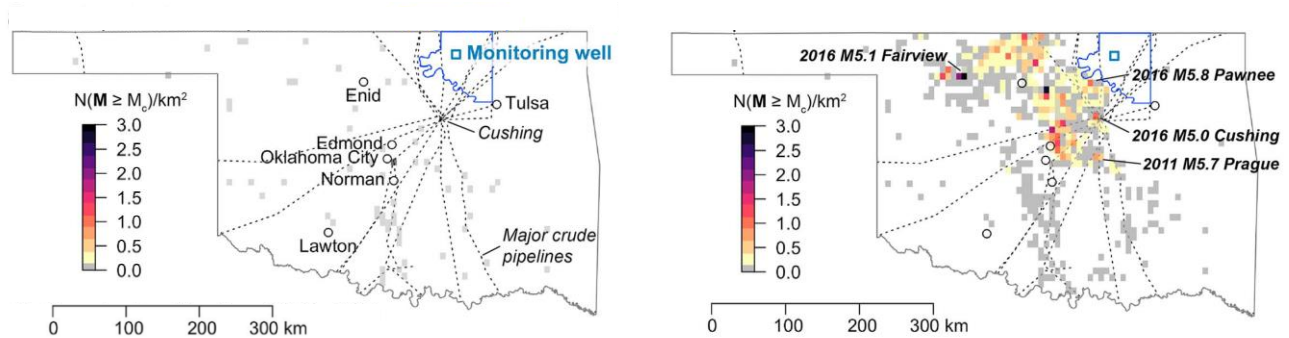 Monitoring well
Enid
Tulsa
Cushing
N(M ≥ Mc)/km²
3.0
2.5
2.0
1.5
1.0
0.5
0.0
Edmond
Oklahoma City
Norman
Lawton
Major crude
pipelines
0 100 200 300 km
2016 M5.1 Fairview
2016 M5.8 Pawnee
2016 M5.0 Cushing
2011 M5.7 Prague
N(M ≥ Mc)/km²
3.0
2.5
2.0
1.5
1.0
0.5
0.0
0 100 200 300 km